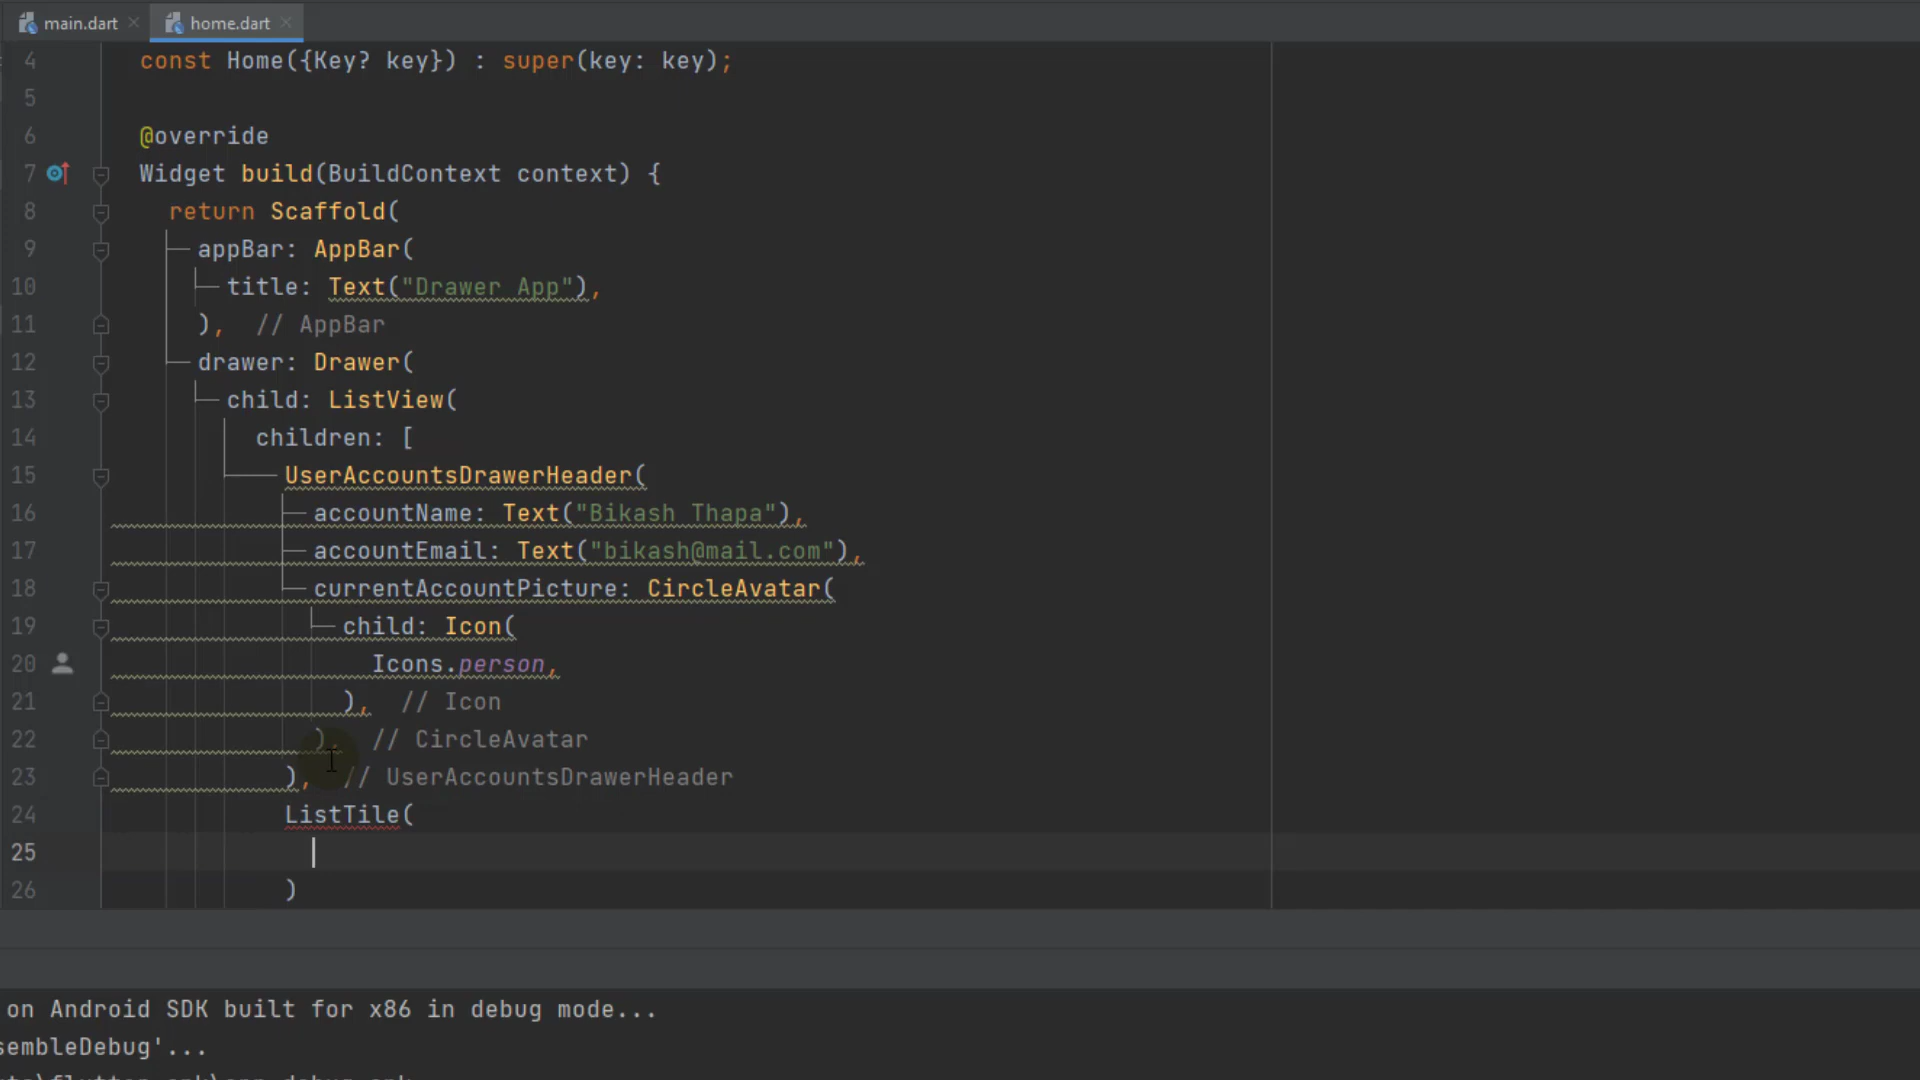 main.dart home.dart
4 const Home({Key? key}) : super(key: key);
5
6 @override
7 Widget build(BuildContext context) {
8 return Scaffold(
9 appBar: AppBar(
10 title: Text("Drawer App"),
11 ), // AppBar
12 drawer: Drawer(
13 child: ListView(
14 children: [
15 UserAccountsDrawerHeader(
16 accountName: Text("Bikash Thapa"),
17 accountEmail: Text("bikash@mail.com"),
18 currentAccountPicture: CircleAvatar(
19 child: Icon(
20 Icons.person,
21 ), // Icon
22 ), // CircleAvatar
23 ), // UserAccountsDrawerHeader
24 ListTile(
25
26 )
on Android SDK built for x86 in debug mode...
sembleDebug'...